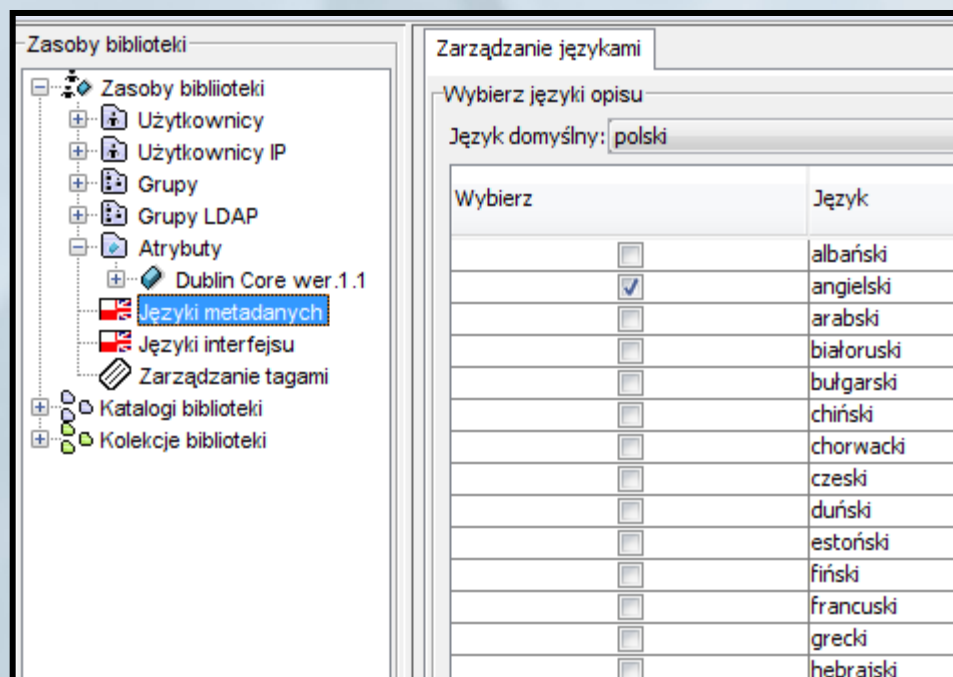 Zasoby biblioteki
Zasoby bibliioteki
Użytkownicy
Użytkownicy IP
Grupy
Grupy LDAP
Atrybuty
Dublin Core wer.1.1
Języki metadanych
Języki interfejsu
Zarządzanie tagami
Katalogi biblioteki
Kolekcje biblioteki
Zarządzanie językami
Wybierz języki opisu
Język domyślny: polski
Wybierz Język
albański
angielski
arabski
białoruski
bułgarski
chiński
chorwacki
czeski
duński
estoński
fiński
francuski
grecki
hebrajski